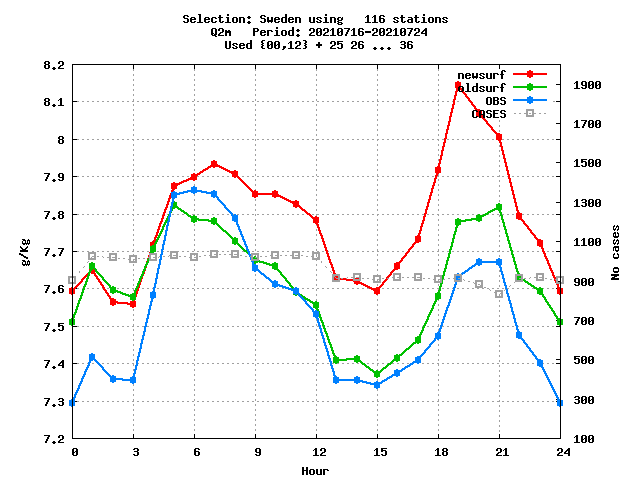 Selection: Sweden using   116 stations
Q2m   Period: 20210716-20210724
Used {00,12} + 25 26 ... 36
8.2
8.1
8
7.9
7.8
7.7
7.6
7.5
7.4
7.3
7.2
g/Kg
newsurf
oldsurf
OBS
CASES
1900
1700
1500
1300
1100
900
700
500
300
100
No cases
0 3 6 9 12 15 18 21 24
Hour